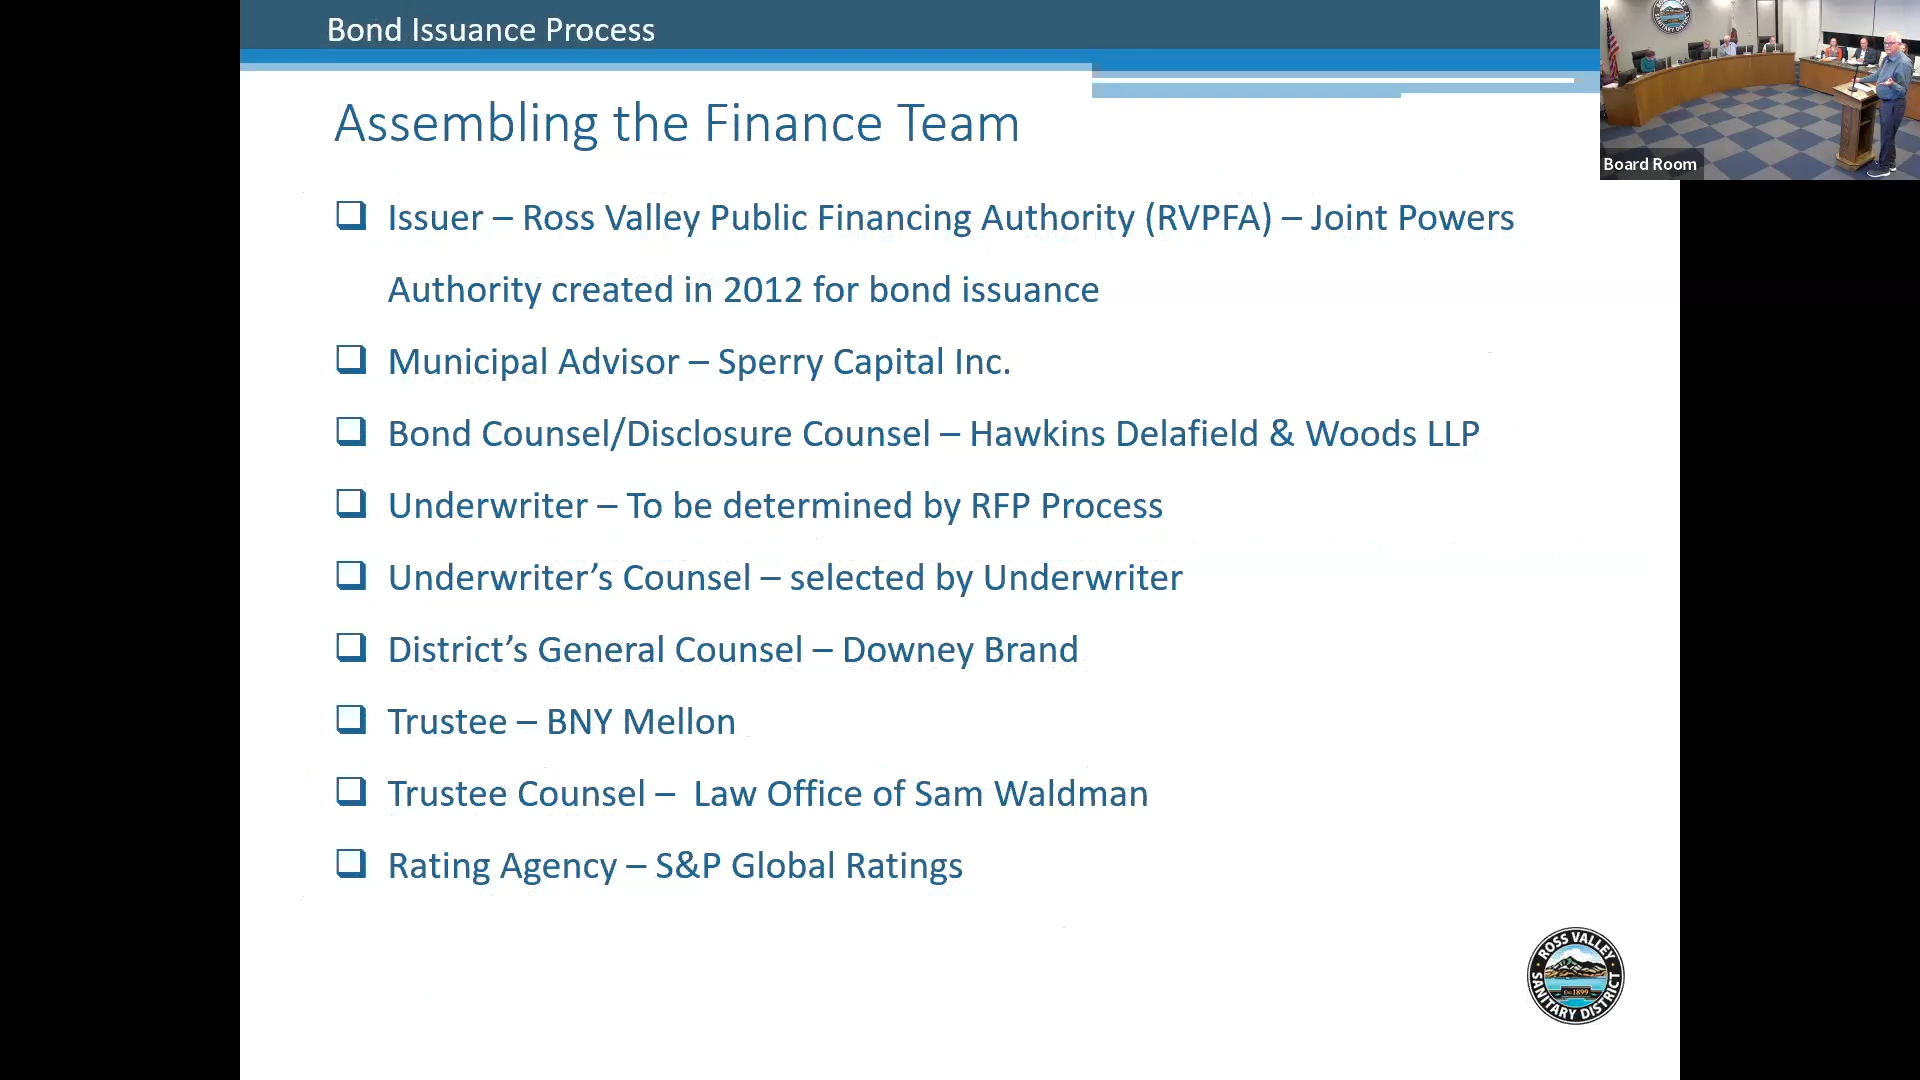 Bond Issuance Process
Board Room
Assembling the Finance Team
Issuer – Ross Valley Public Financing Authority (RVPFA) – Joint Powers
Authority created in 2012 for bond issuance
Municipal Advisor – Sperry Capital Inc.
Bond Counsel/Disclosure Counsel – Hawkins Delafield & Woods LLP
Underwriter – To be determined by RFP Process
Underwriter’s Counsel – selected by Underwriter
District’s General Counsel – Downey Brand
Trustee – BNY Mellon
Trustee Counsel –  Law Office of Sam Waldman
Rating Agency – S&P Global Ratings
ROSS VALLEY
Est. 1899
SANITARY DISTRICT